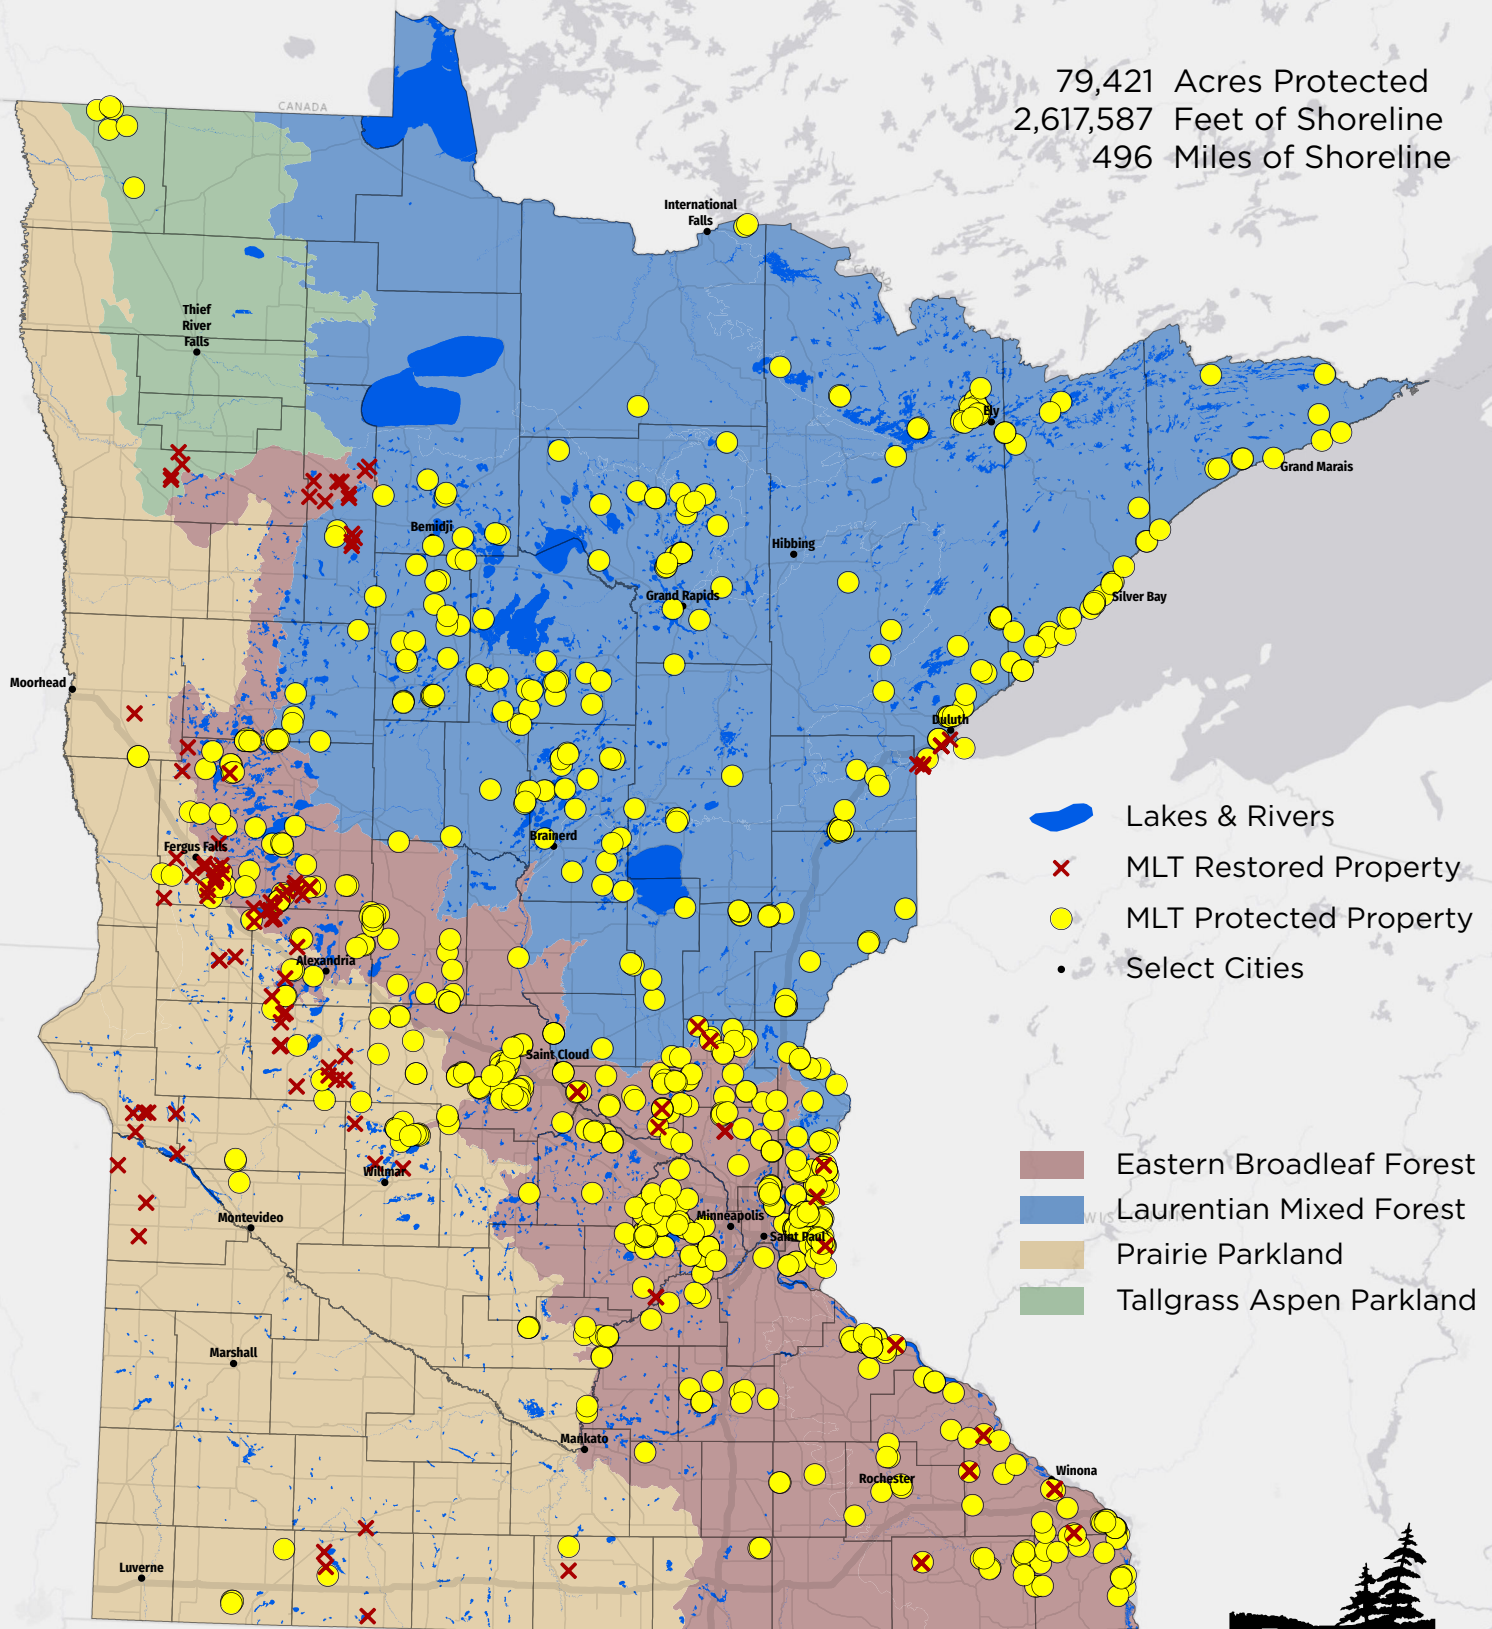 79,421 Acres Protected
2,617,587 Feet of Shoreline
496 Miles of Shoreline
CANADA
International
Falls
CANADA
Thief
River
Falls
Ely
Grand Marais
Bemidji
Hibbing
Grand Rapids
Silver Bay
Moorhead
Duluth
Lakes & Rivers
Brainerd
Fergus Falls
MLT Restored Property
MLT Protected Property
Alexandria
Select Cities
Saint Cloud
Willmar
Eastern Broadleaf Forest
Montevideo
Minneapolis
Laurentian Mixed Forest
Saint Paul
Prairie Parkland
Tallgrass Aspen Parkland
Marshall
Mankato
Rochester
Winona
Luverne